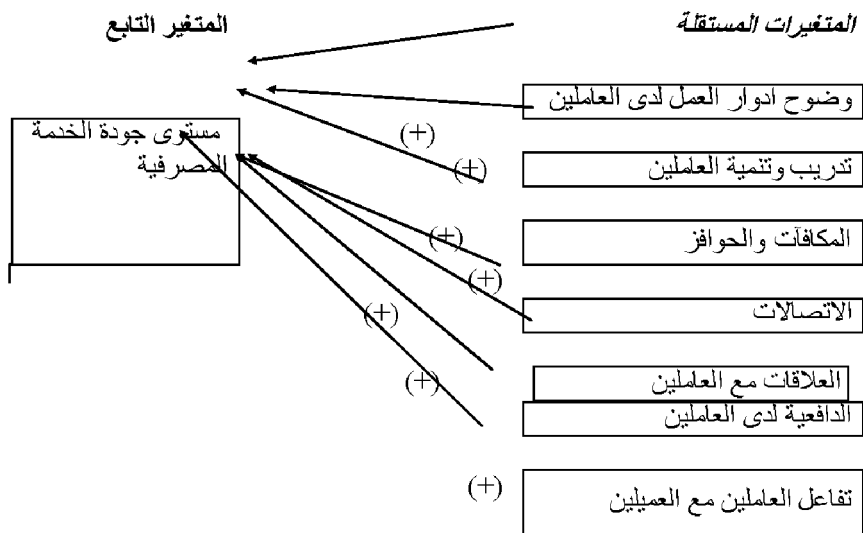 المتغيرات المستقلة
المتغير التابع
وضوح ادوار العمل لدى العاملين
مستوى جودة الخدمة
المصرفية
(+)
تدريب وتنمية العاملين
(+)
المكافآت والحوافز
(+)
(+)
الاتصالات
(+)
العلاقات مع العاملين
(+)
الدافعية لدى العاملين
(+)
تفاعل العاملين مع العميلين